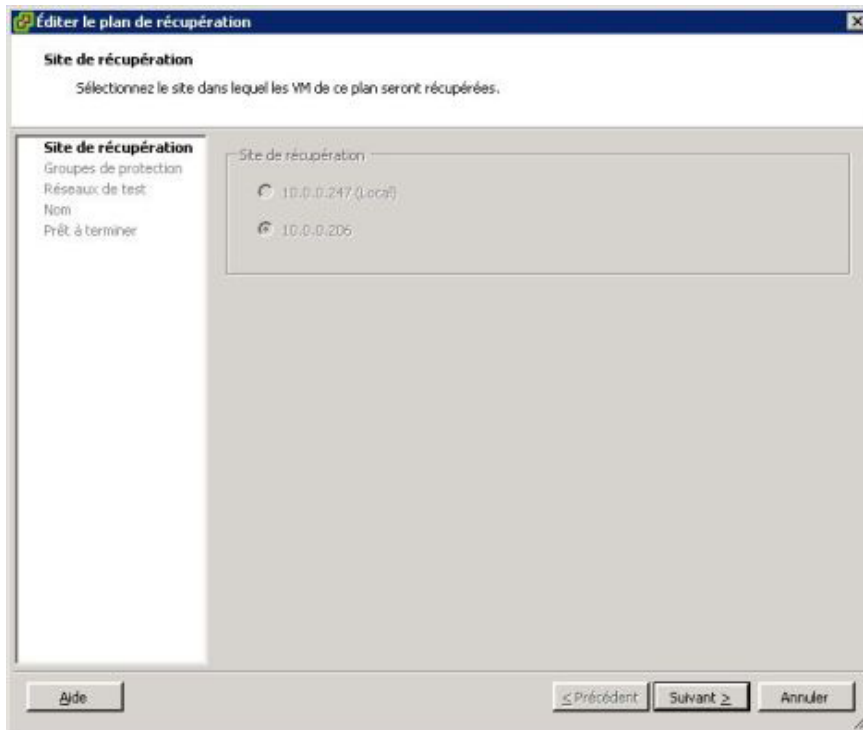 Éditer le plan de récupération
Site de récupération
Sélectionnez le site dans lequel les VM de ce plan seront récupérées.
Site de récupération
Groupes de protection
Réseaux de test
Nom
Prêt à terminer
Site de récupération
10.0.0.247 (Local)
10.0.0.206
Aide
< Précédent
Suivant >
Annuler